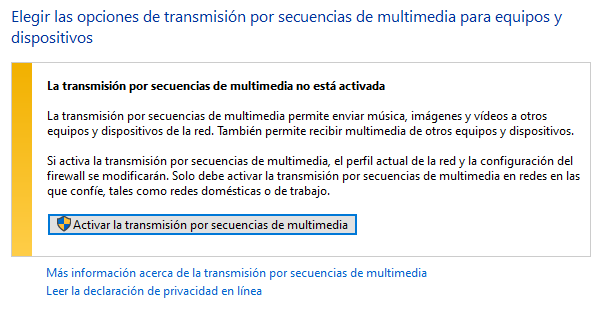 Elegir las opciones de transmisión por secuencias de multimedia para equipos y
dispositivos
La transmisión por secuencias de multimedia no está activada
La transmisión por secuencias de multimedia permite enviar música, imágenes y vídeos a otros
equipos y dispositivos de la red. También permite recibir multimedia de otros equipos y dispositivos.
Si activa la transmisión por secuencias de multimedia, el perfil actual de la red y la configuración del
firewall se modificarán. Solo debe activar la transmisión por secuencias de multimedia en redes en las
que confíe, tales como redes domésticas o de trabajo.
Activar la transmisión por secuencias de multimedia
Más información acerca de la transmisión por secuencias de multimedia
Leer la declaración de privacidad en línea